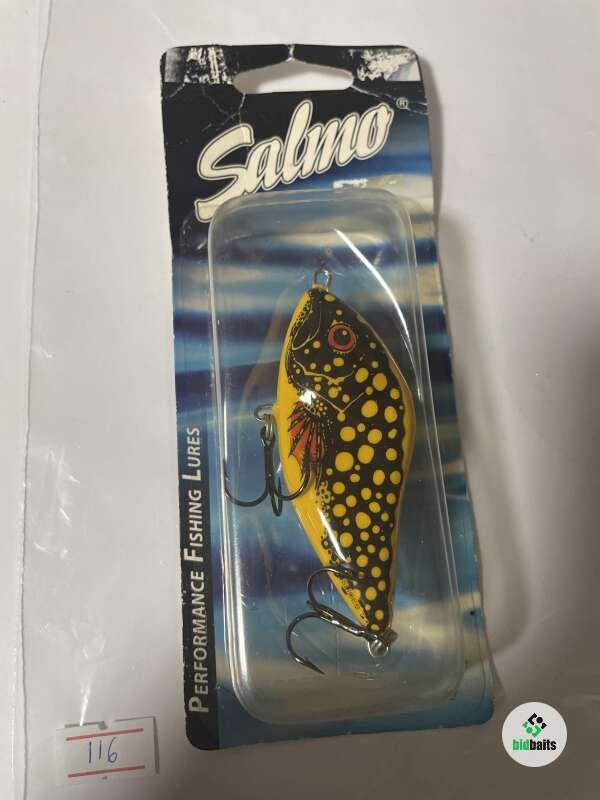 Salmo®
PERFORMANCE FISHING LURES
116
bidbaits